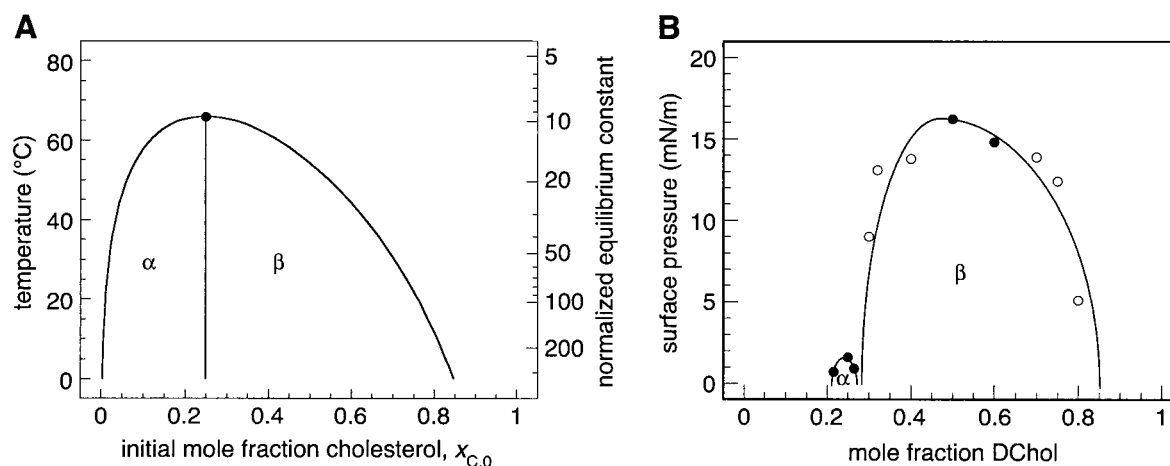 A
temperature (°C)
80
60
40
20
0
α
β
5
10
20
50
100
200
normalized equilibrium constant
0
0.2
0.4
0.6
0.8
1
initial mole fraction cholesterol, xC,0
B
surface pressure (mN/m)
20
15
10
5
0
α
β
0
0.2
0.4
0.6
0.8
1
mole fraction DChol